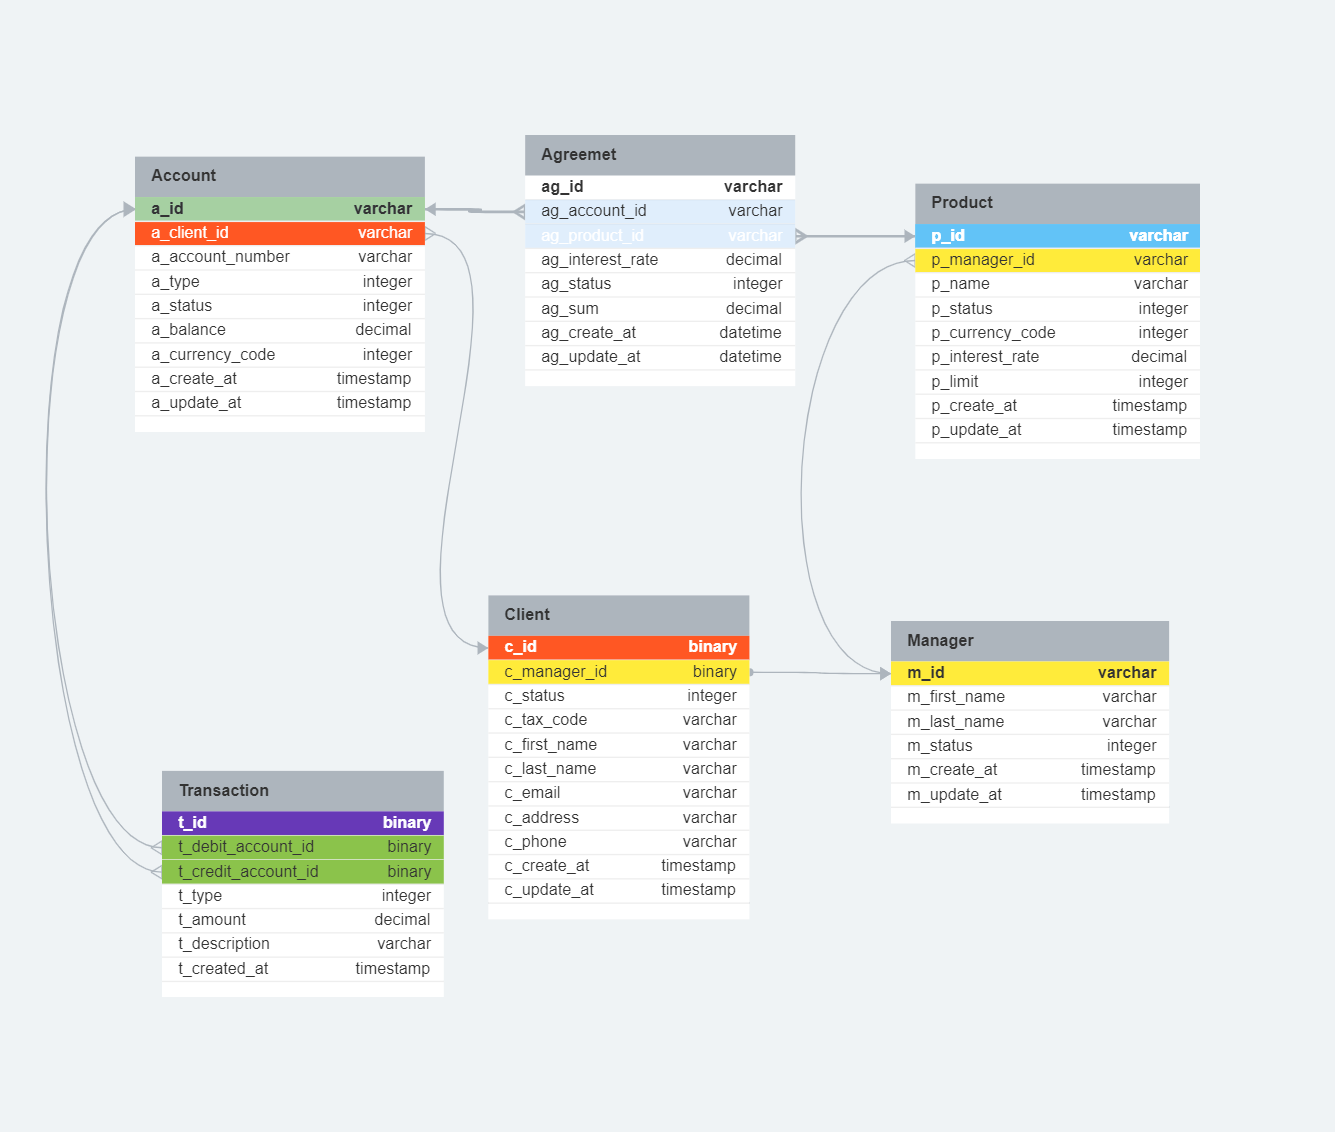 Account
a_id varchar
a_client_id varchar
a_account_number varchar
a_type integer
a_status integer
a_balance decimal
a_currency_code integer
a_create_at timestamp
a_update_at timestamp
Agreemet
ag_id varchar
ag_account_id varchar
ag_product_id varchar
ag_interest_rate decimal
ag_status integer
ag_sum decimal
ag_create_at datetime
ag_update_at datetime
Product
p_id varchar
p_manager_id varchar
p_name varchar
p_status integer
p_currency_code integer
p_interest_rate decimal
p_limit integer
p_create_at timestamp
p_update_at timestamp
Client
c_id binary
c_manager_id binary
c_status integer
c_tax_code varchar
c_first_name varchar
c_last_name varchar
c_email varchar
c_address varchar
c_phone varchar
c_create_at timestamp
c_update_at timestamp
Manager
m_id varchar
m_first_name varchar
m_last_name varchar
m_status integer
m_create_at timestamp
m_update_at timestamp
Transaction
t_id binary
t_debit_account_id binary
t_credit_account_id binary
t_type integer
t_amount decimal
t_description varchar
t_created_at timestamp